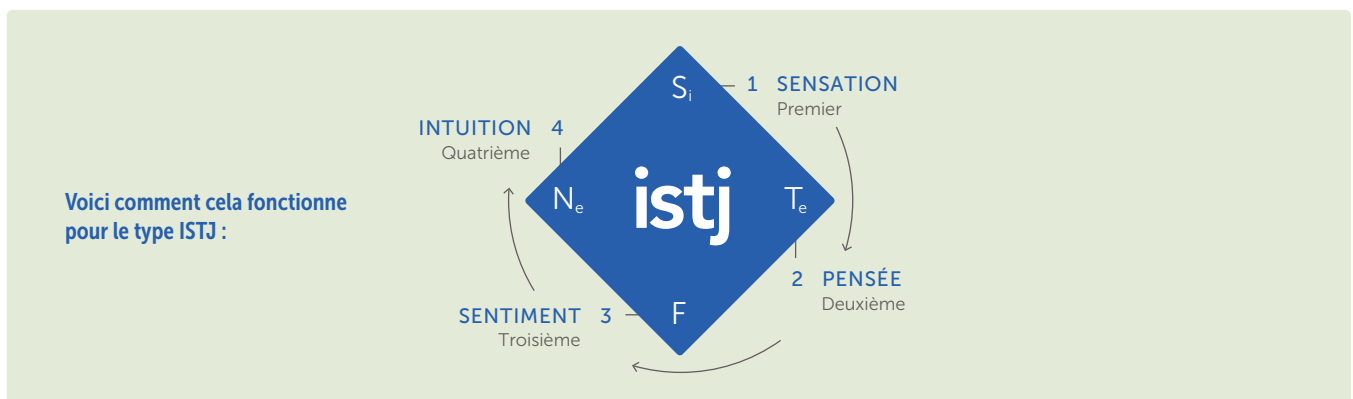 Voici comment cela fonctionne
pour le type ISTJ :
Si
1 SENSATION
Premier
INTUITION 4
Quatrième
Ne
istj
Te
2 PENSÉE
Deuxième
SENTIMENT 3
Troisième
F